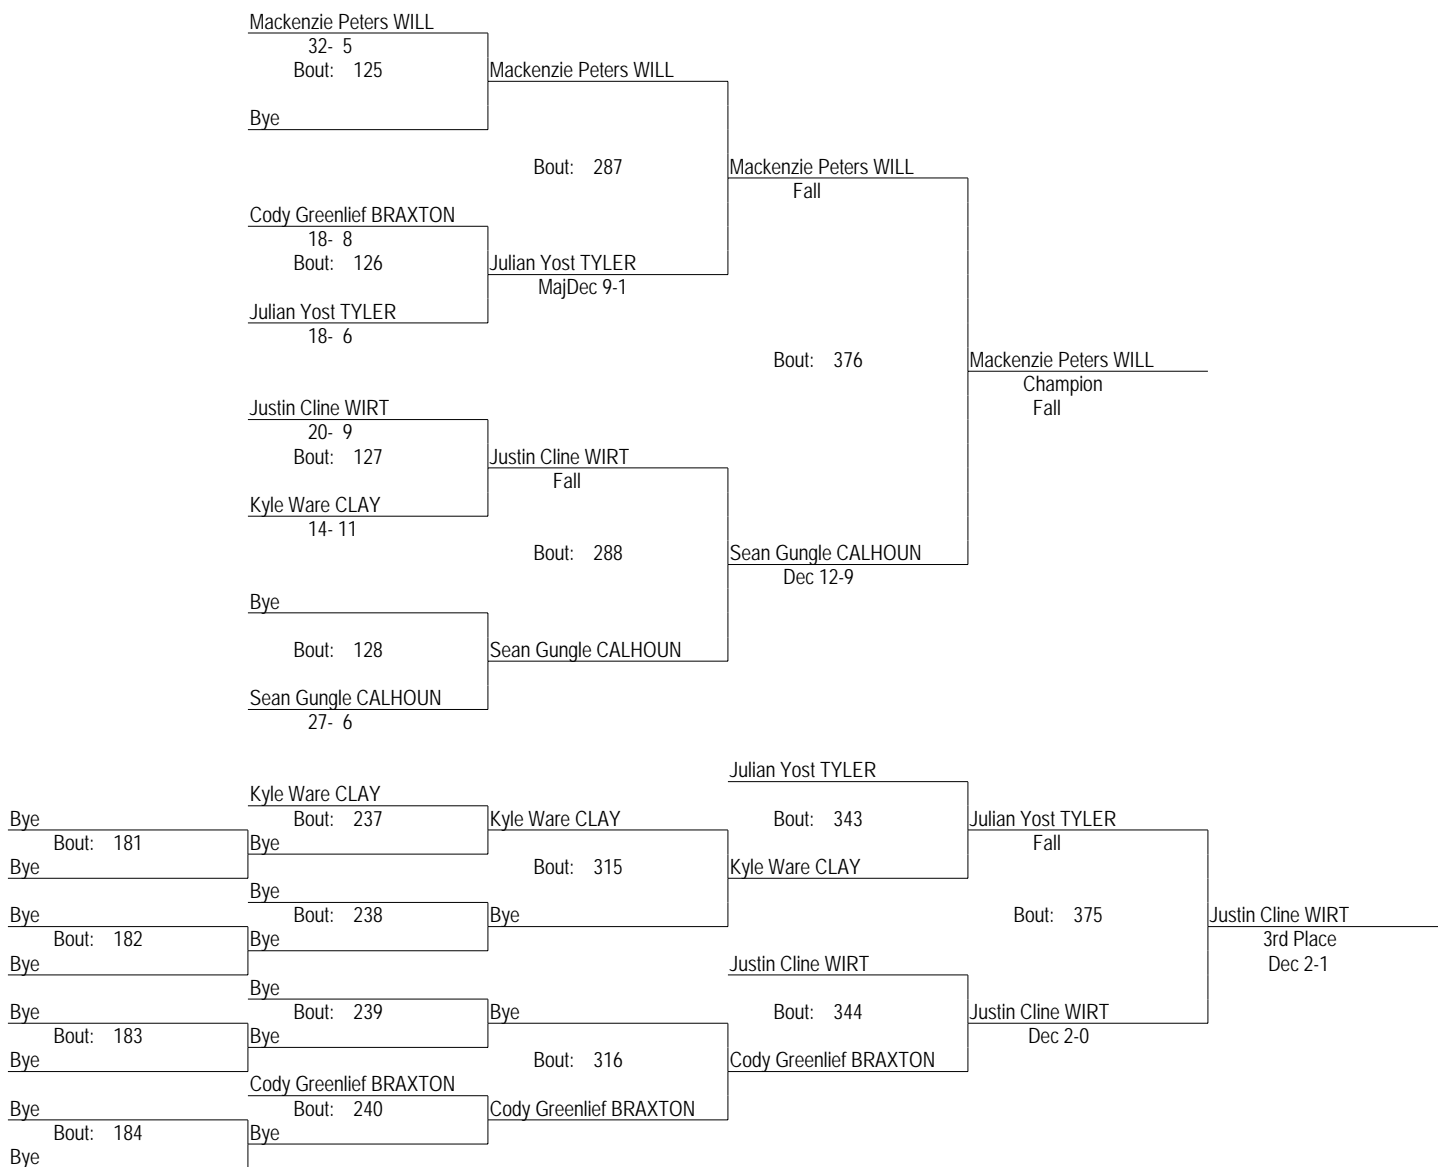 Mackenzie Peters WILL
32- 5
Bout: 125
Mackenzie Peters WILL
Bye
Bout: 287
Mackenzie Peters WILL
Fall
Cody Greenlief BRAXTON
18- 8
Bout: 126
Julian Yost TYLER
MajDec 9-1
Julian Yost TYLER
18- 6
Bout: 376
Mackenzie Peters WILL
Champion
Fall
Justin Cline WIRT
20- 9
Bout: 127
Justin Cline WIRT
Fall
Kyle Ware CLAY
14- 11
Bout: 288
Sean Gungle CALHOUN
Dec 12-9
Bye
Bout: 128
Sean Gungle CALHOUN
Sean Gungle CALHOUN
27- 6
Julian Yost TYLER
Kyle Ware CLAY
Bye
Bout: 237
Kyle Ware CLAY
Bout: 343
Julian Yost TYLER
Bout: 181
Bye
Fall
Bye
Bout: 315
Kyle Ware CLAY
Bye
Bye
Bout: 238
Bye
Bout: 375
Justin Cline WIRT
Bout: 182
Bye
3rd Place
Bye
Justin Cline WIRT
Dec 2-1
Bye
Bye
Bout: 239
Bye
Bout: 344
Justin Cline WIRT
Bout: 183
Bye
Dec 2-0
Bye
Bout: 316
Cody Greenlief BRAXTON
Cody Greenlief BRAXTON
Bye
Bout: 240
Cody Greenlief BRAXTON
Bout: 184
Bye
Bye